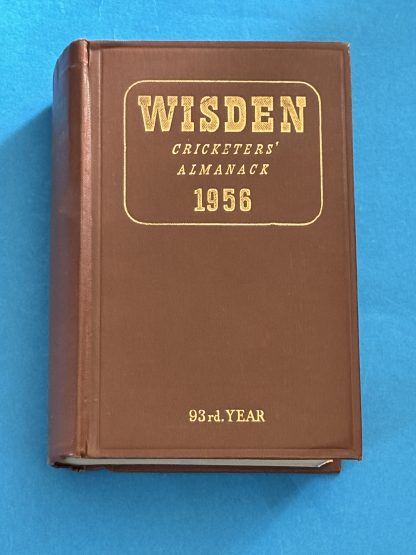 WISDEN
CRICKETERS'
ALMANACK
1956
93rd. YEAR